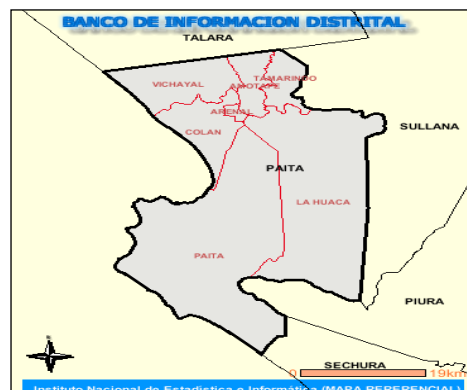 BANCO DE INFORMACION DISTRITAL
TALARA
TAMARINDO
VICHAYAL
AMOTAPE
ARENAL
SULLANA
COLAN
PAITA
LA HUACA
PAITA
PIURA
SECHURA
0 19km
Instituto Nacional de Estadistica e Informática (MAPA REFERENCIAL)